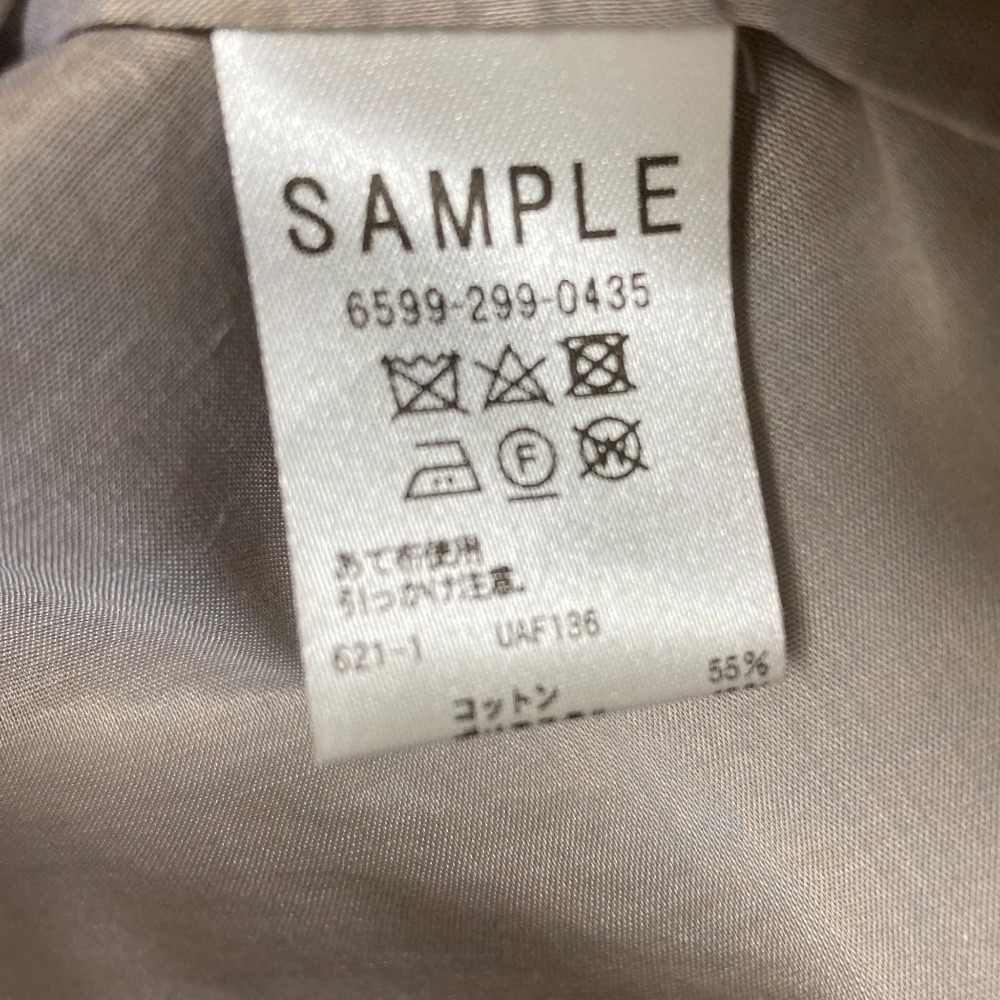 SAMPLE
6599-299-0435
F
W
あて布使用
引っかけ注意。
621-1 UAF136
コットン 55%